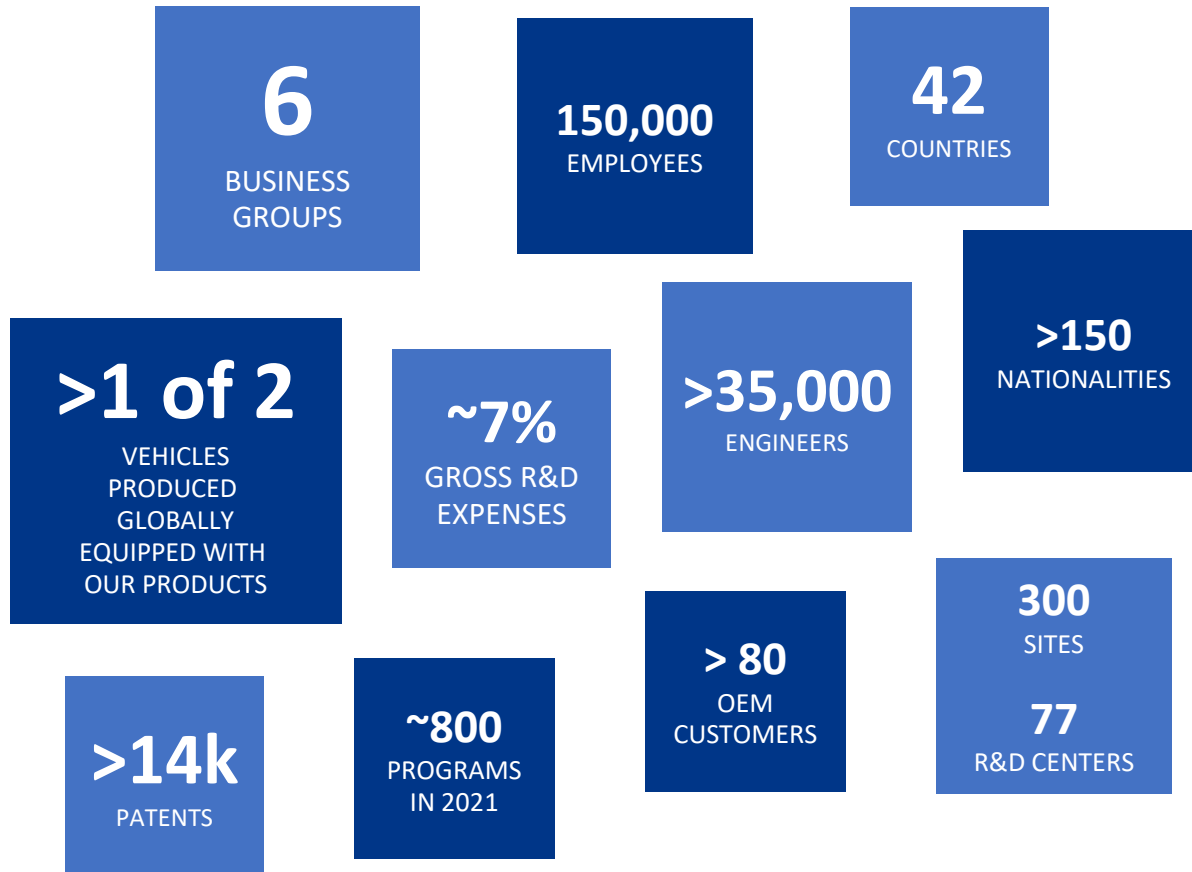 6
BUSINESS
GROUPS
150,000
EMPLOYEES
42
COUNTRIES
>150
NATIONALITIES
>1 of 2
VEHICLES
PRODUCED
GLOBALLY
EQUIPPED WITH
OUR PRODUCTS
~7%
GROSS R&D
EXPENSES
>35,000
ENGINEERS
300
SITES
77
R&D CENTERS
> 80
OEM
CUSTOMERS
~800
PROGRAMS
IN 2021
>14k
PATENTS